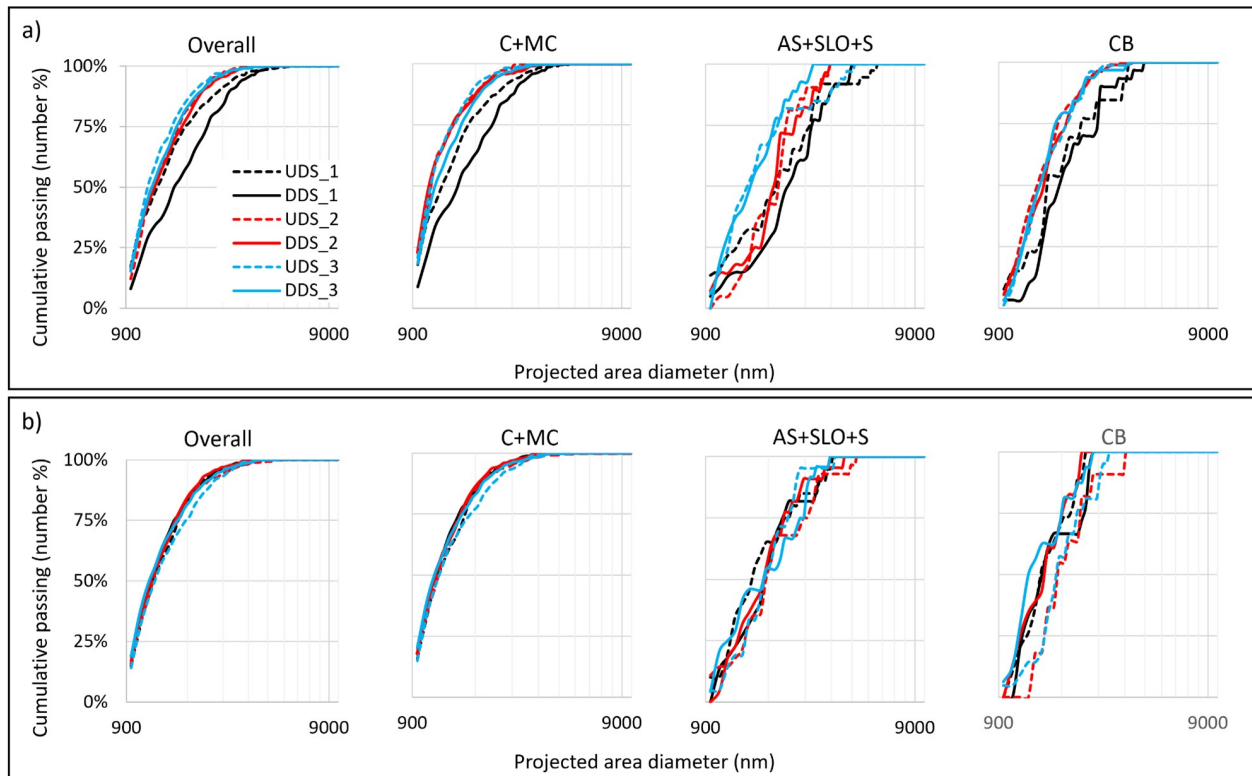 a)
Overall
C+MC
AS+SLO+S
CB
Cumulative passing (number %)
100%
75%
50%
25%
0%
UDS_1
DDS_1
UDS_2
DDS_2
UDS_3
DDS_3
900
9000
900
9000
900
9000
900
9000
Projected area diameter (nm)
b)
Overall
C+MC
AS+SLO+S
CB
Cumulative passing (number %)
100%
75%
50%
25%
0%
900
9000
900
9000
900
9000
900
9000
Projected area diameter (nm)